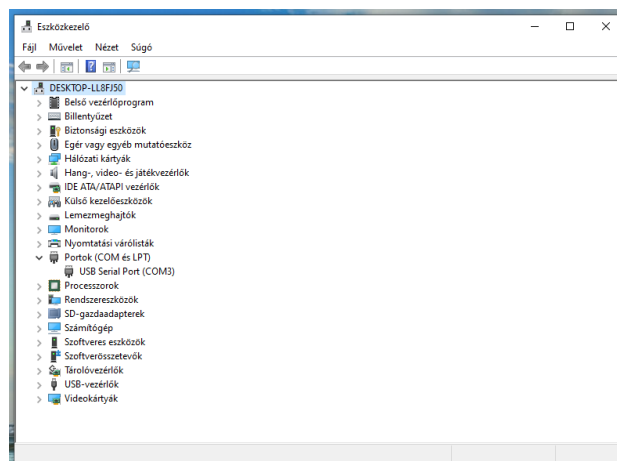 Eszközkezelő
Fájl Művelet Nézet Súgó
DESKTOP-LL8FJ50
Belső vezérlőprogram
Billentyűzet
Biztonsági eszközök
Egér vagy egyéb mutatóeszköz
Hálózati kártyák
Hang-, video- és játékvezérlők
IDE ATA/ATAPI vezérlők
Külső kezelőeszközök
Lemezmeghajtók
Monitorok
Nyomtatási várólisták
Portok (COM és LPT)
USB Serial Port (COM3)
Processzorok
Rendszereszközök
SD-gazdaadapterek
Számítógép
Szoftveres eszközök
Szoftverösszetevők
Tárolóvezérlők
USB-vezérlők
Videokártyák